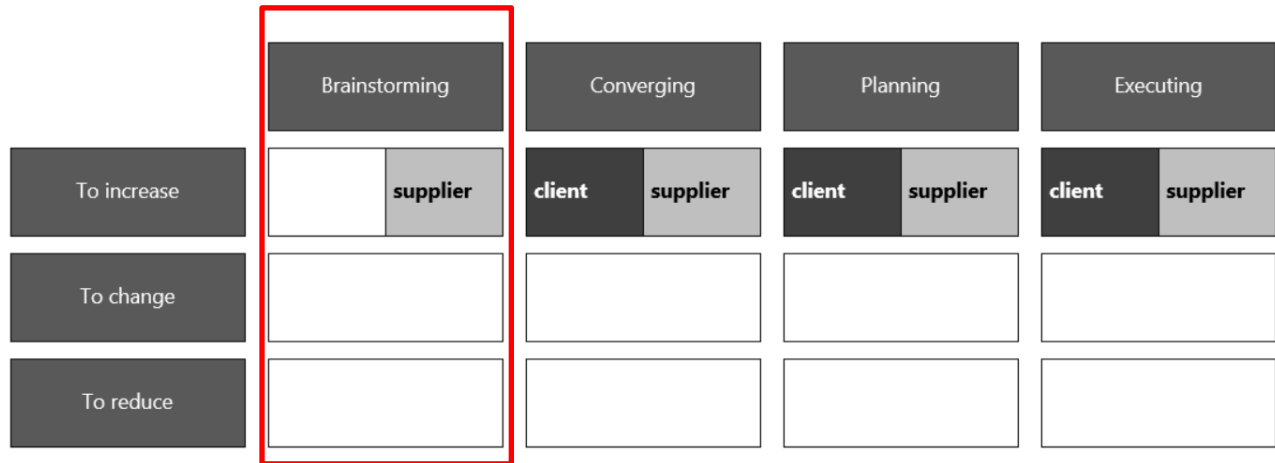 Brainstorming Converging Planning Executing
To increase supplier client supplier client supplier client supplier
To change
To reduce